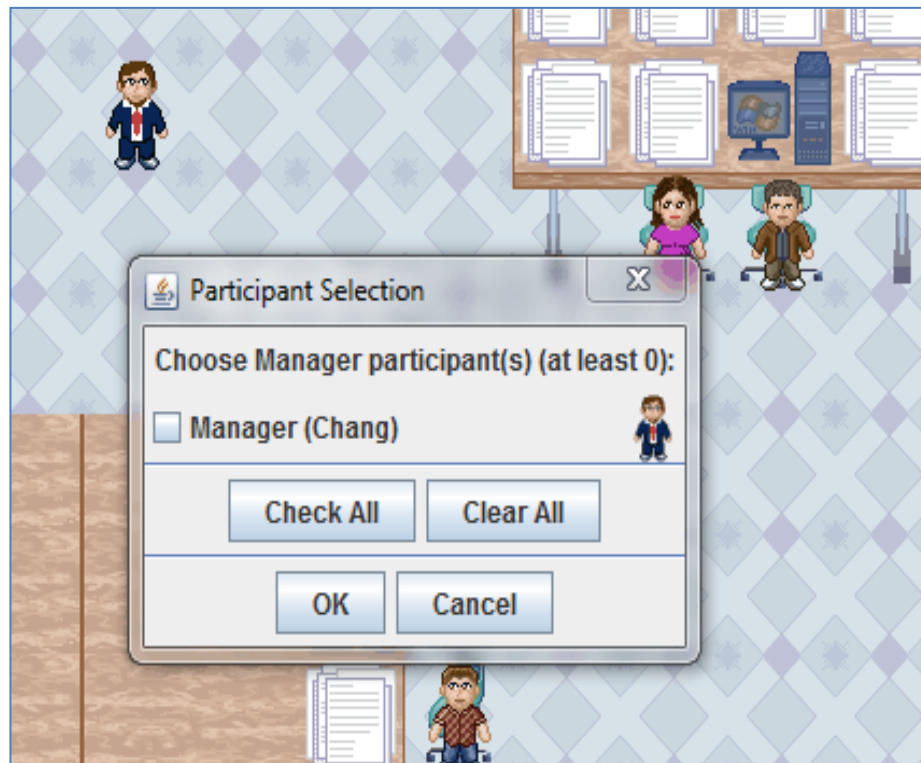 Participant Selection
Choose Manager participant(s) (at least 0):
Manager (Chang)
Check All Clear All
OK Cancel